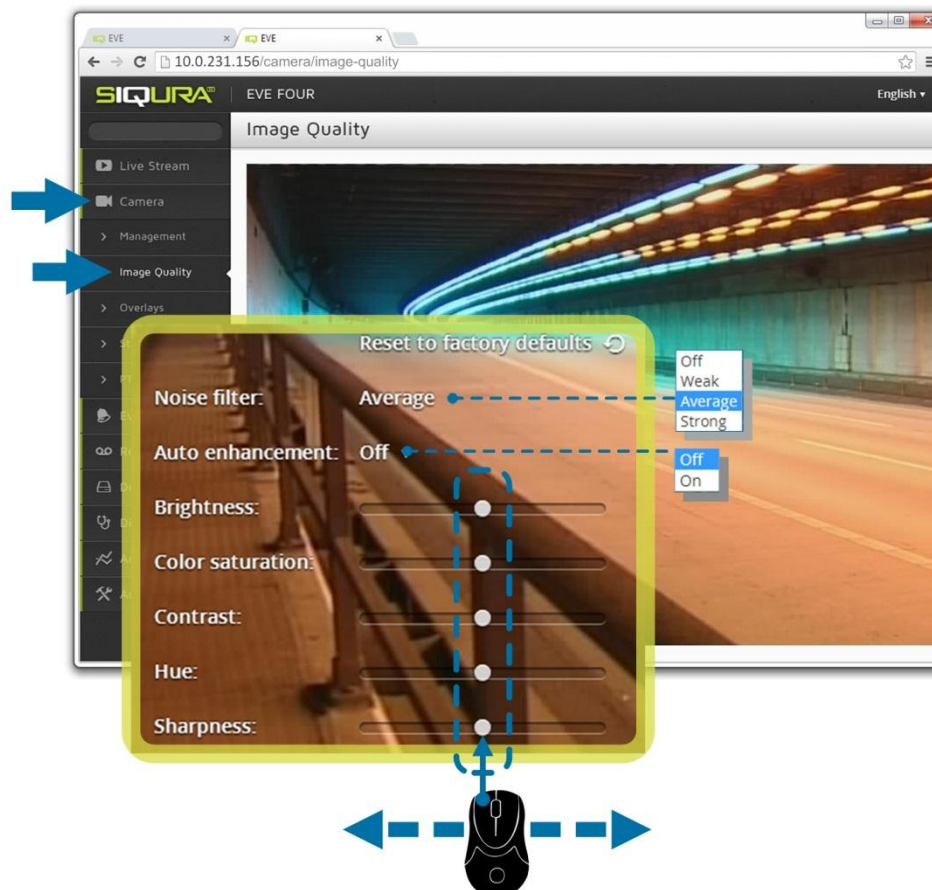 EVE
EVE
10.0.231.156/camera/image-quality
SIQURA
EVE FOUR
English
Image Quality
Live Stream
Camera
Management
Image Quality
Overlays
Reset to factory defaults
Noise filter:
Average
Off
Weak
Average
Strong
Auto enhancement:
Off
Off
On
Brightness:
Color saturation:
Contrast:
Hue:
Sharpness: